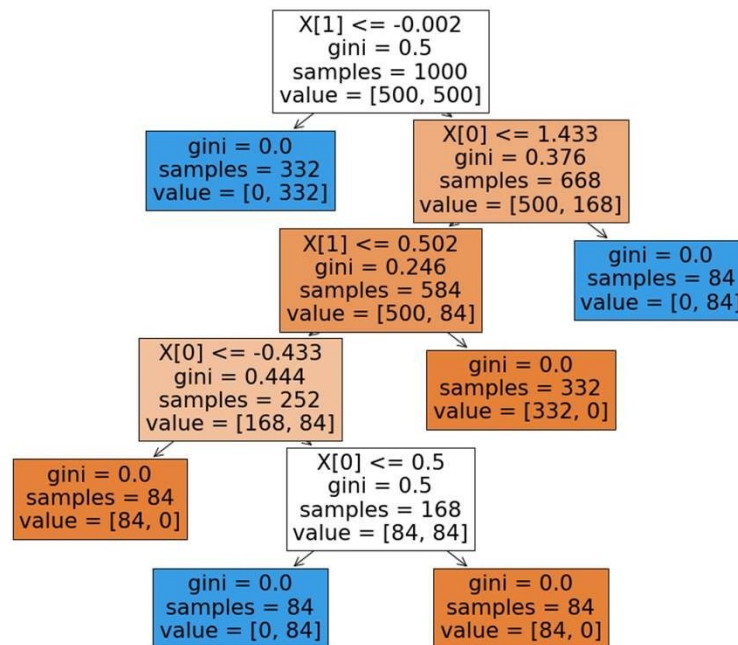 X[1] <= -0.002
gini = 0.5
samples = 1000
value = [500, 500]
gini = 0.0
samples = 332
value = [0, 332]
X[0] <= 1.433
gini = 0.376
samples = 668
value = [500, 168]
X[1] <= 0.502
gini = 0.246
samples = 584
value = [500, 84]
gini = 0.0
samples = 84
value = [0, 84]
X[0] <= -0.433
gini = 0.444
samples = 252
value = [168, 84]
gini = 0.0
samples = 332
value = [332, 0]
gini = 0.0
samples = 84
value = [84, 0]
X[0] <= 0.5
gini = 0.5
samples = 168
value = [84, 84]
gini = 0.0
samples = 84
value = [0, 84]
gini = 0.0
samples = 84
value = [84, 0]